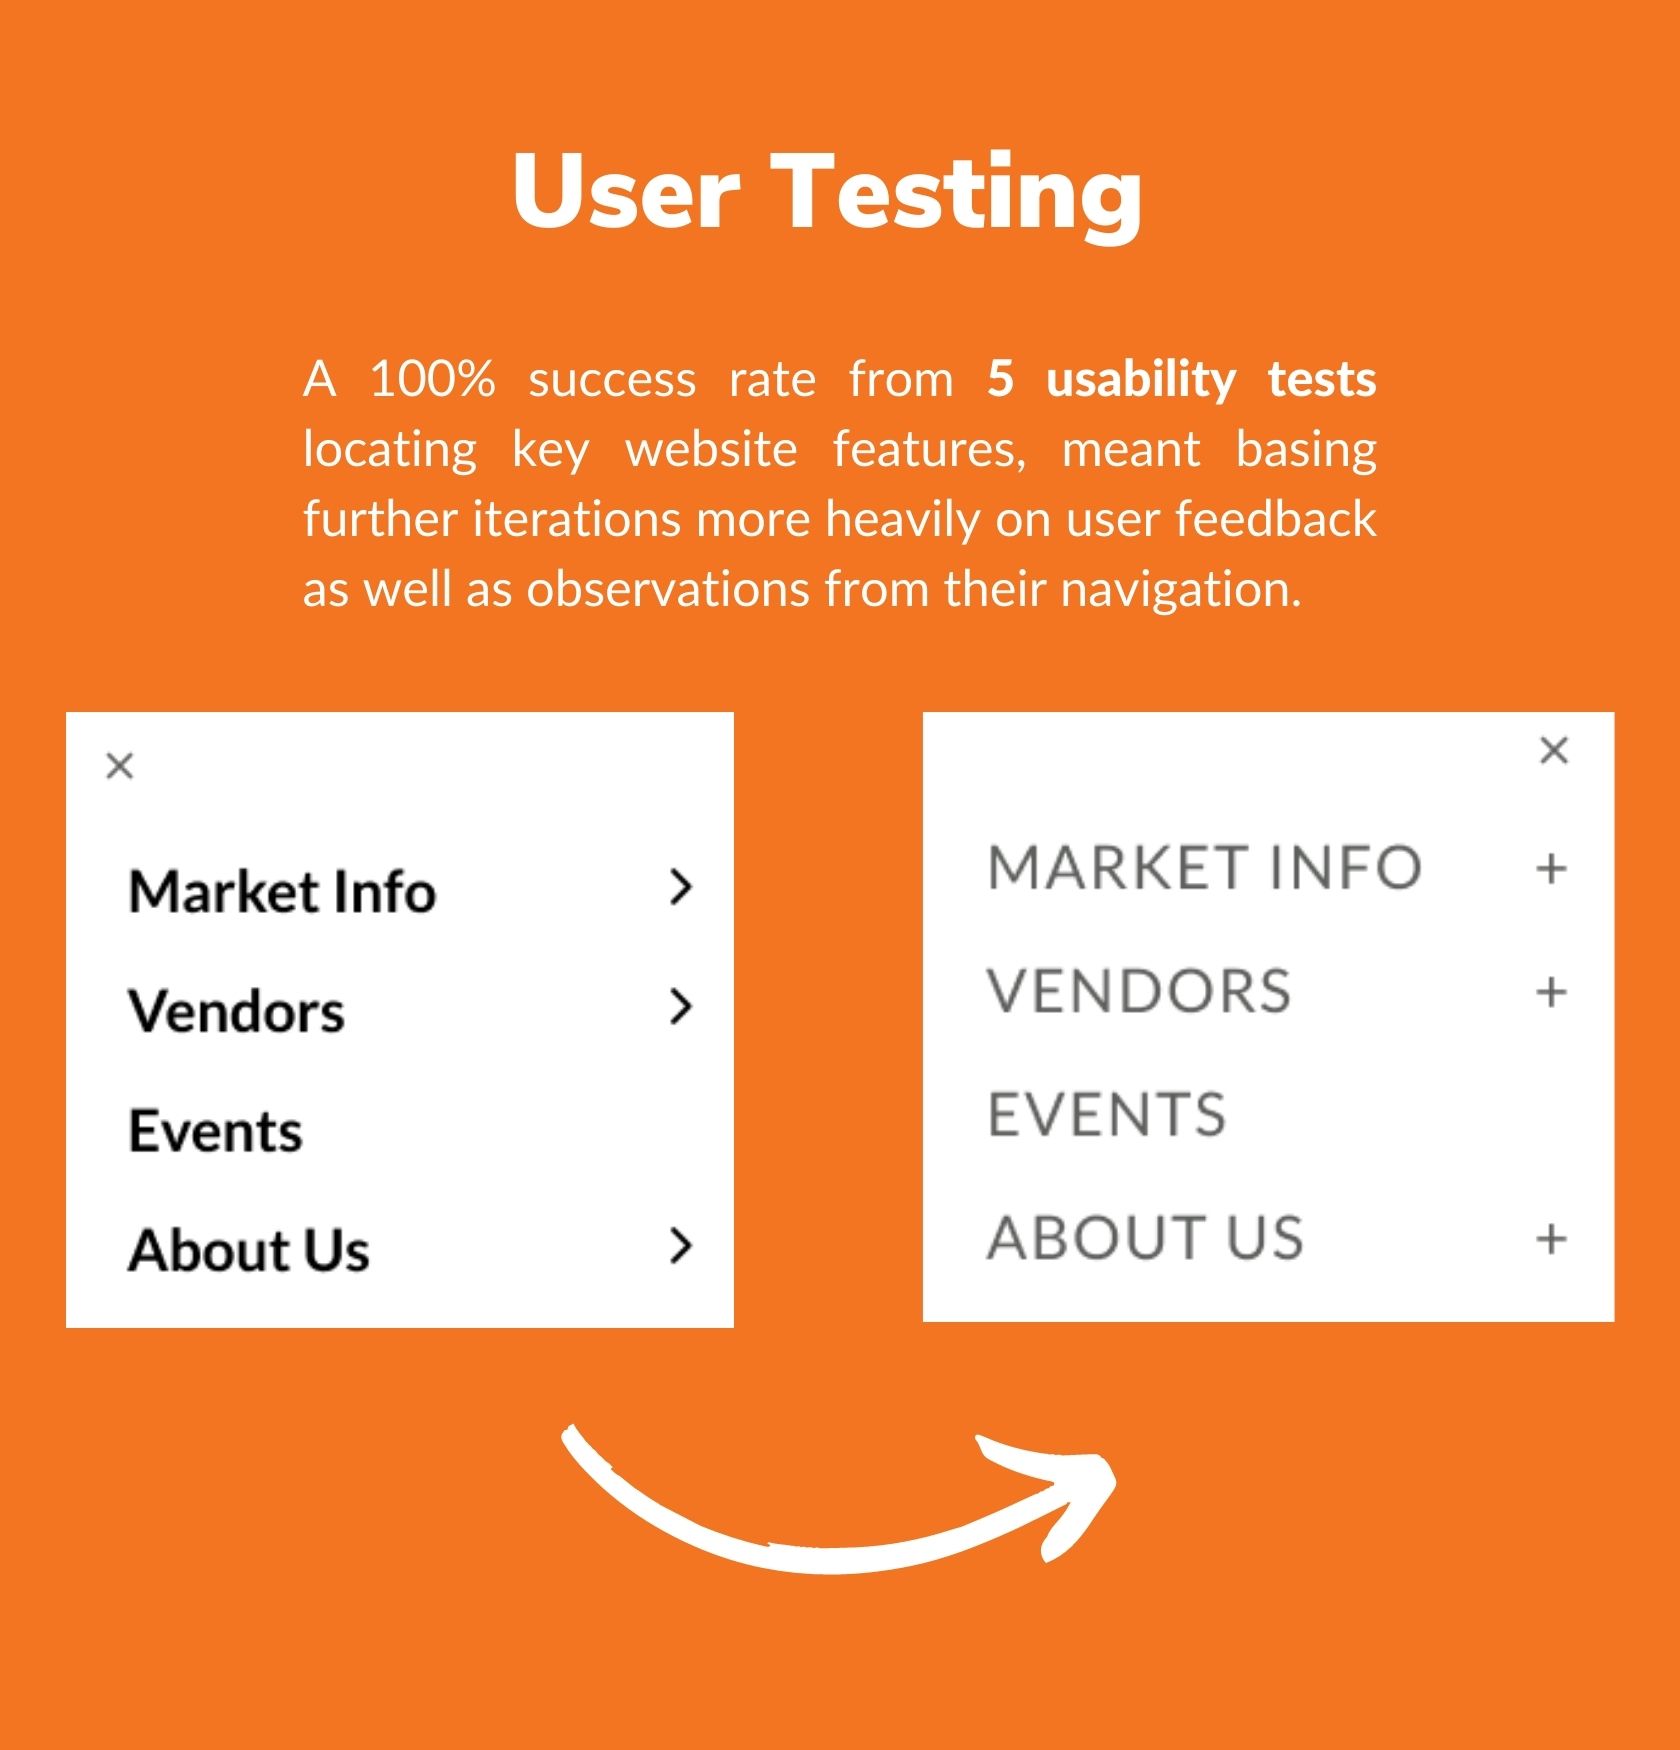 User Testing
A 100% success rate from 5 usability tests
locating key website features, meant basing
further iterations more heavily on user feedback
as well as observations from their navigation.
×
Market Info >
Vendors >
Events
About Us >
×
MARKET INFO +
VENDORS +
EVENTS
ABOUT US +